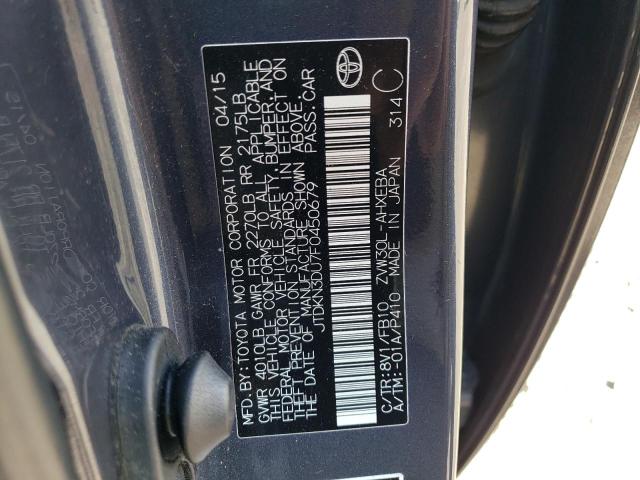 MFD. BY: TOYOTA MOTOR CORPORATION 04/15
GVWR 4010LB GAWR FR 2270LB RR 2175LB
THIS VEHICLE CONFORMS TO ALL APPLICABLE
FEDERAL MOTOR VEHICLE SAFETY, BUMPER, AND
THEFT PREVENTION STANDARDS IN EFFECT ON
THE DATE OF MANUFACTURE SHOWN ABOVE.
JTDKN3DU7F0450679 PASS. CAR
C/TR: 8V1/FB10 ZVW30L-AHXEBA
A/TM: -01A/P410 MADE IN JAPAN 314 C